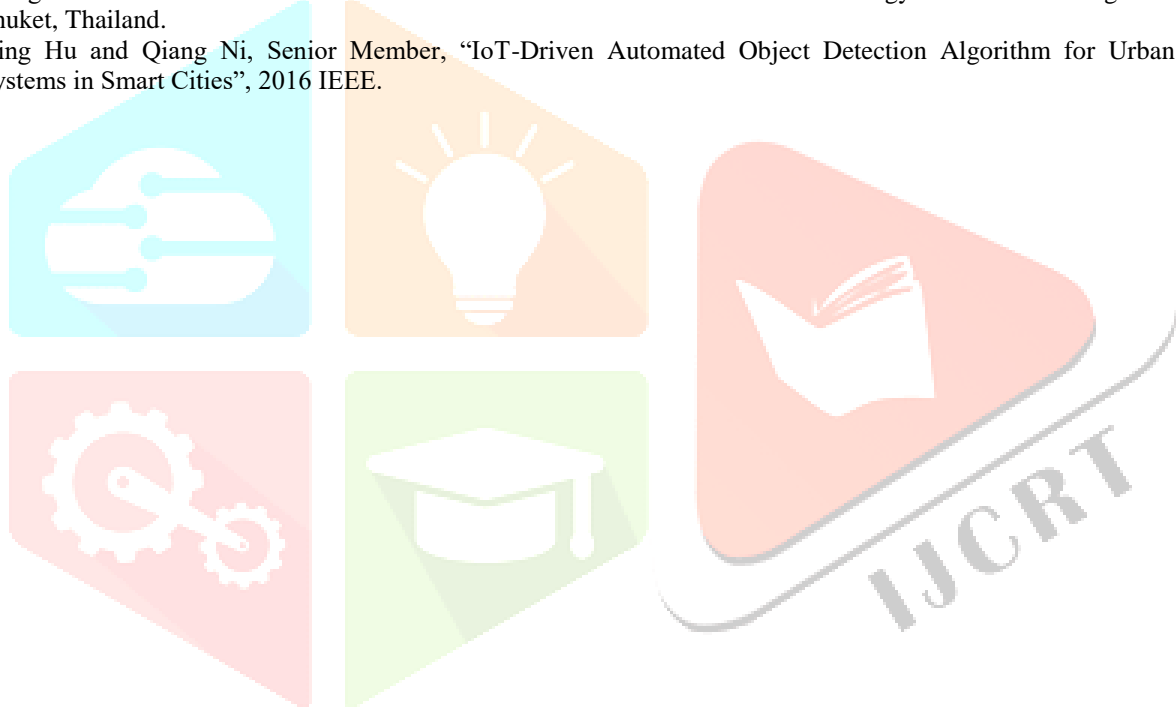 huket, Thailand.
ing Hu and Qiang Ni, Senior Member, “IoT-Driven Automated Object Detection Algorithm for Urban
ystems in Smart Cities”, 2016 IEEE.
IJCRT